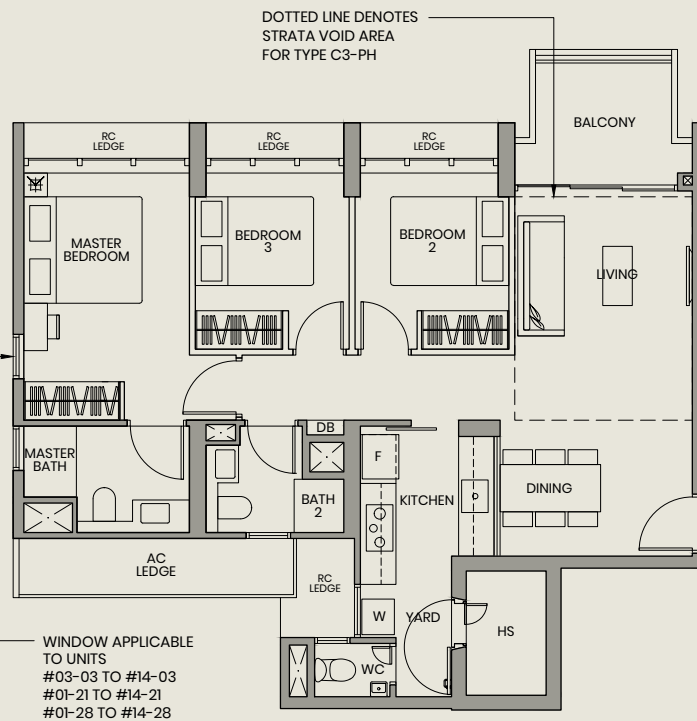 DOTTED LINE DENOTES
STRATA VOID AREA
FOR TYPE C3-PH
BALCONY
RC
LEDGE
RC
LEDGE
RC
LEDGE
MASTER
BEDROOM
BEDROOM
3
BEDROOM
2
LIVING
MASTER
BATH
DB
F
BATH
2
KITCHEN
DINING
AC
LEDGE
RC
LEDGE
W
YARD
HS
WC
WINDOW APPLICABLE
TO UNITS
#03-03 TO #14-03
#01-21 TO #14-21
#01-28 TO #14-28